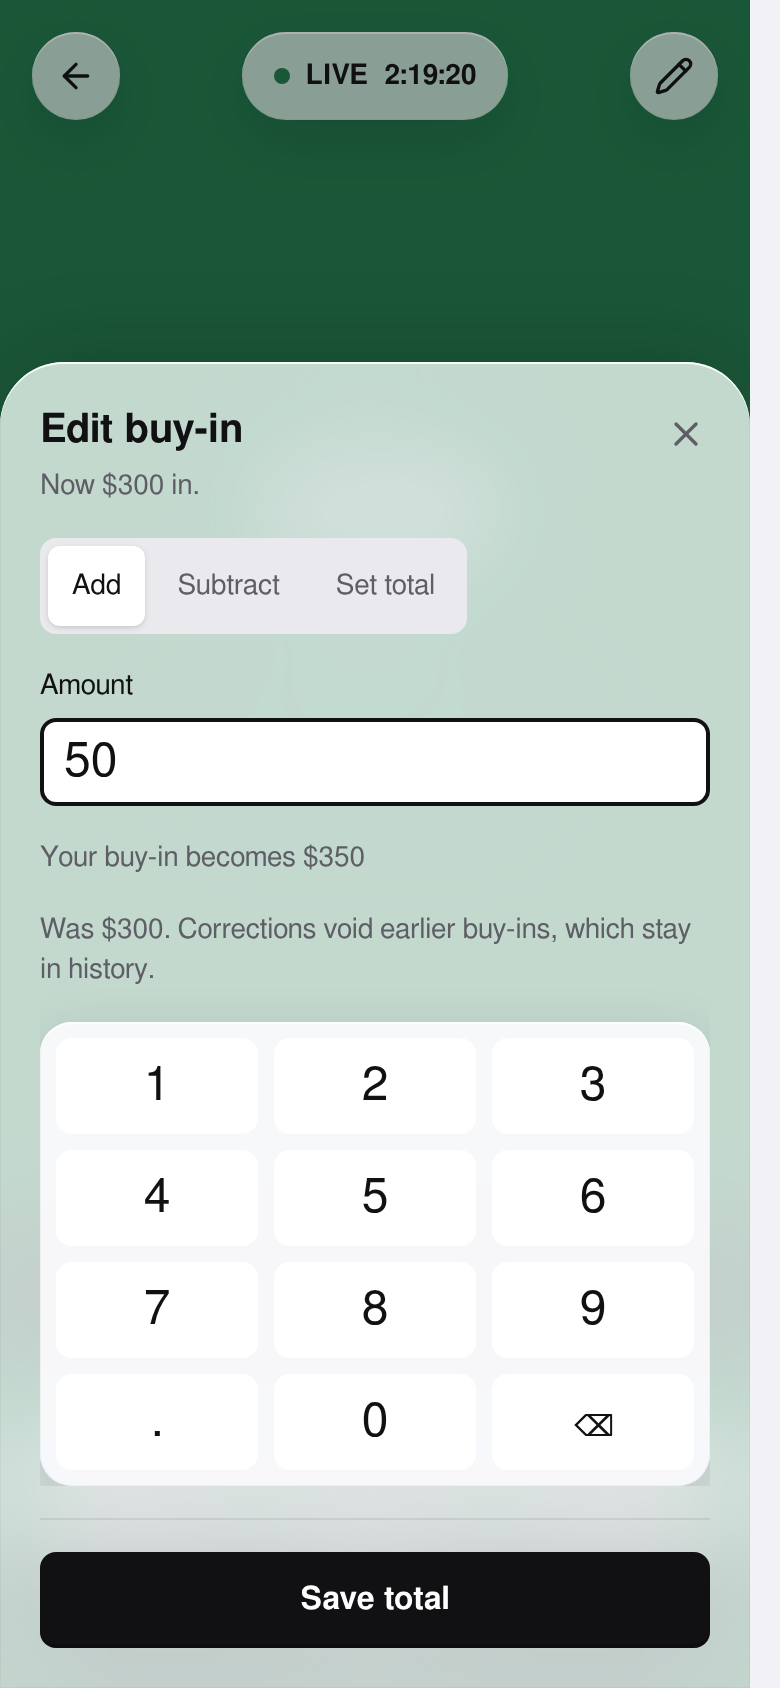 LIVE 2:19:20
Edit buy-in
Now $300 in.
Add Subtract Set total
Amount
50
Your buy-in becomes $350
Was $300. Corrections void earlier buy-ins, which stay
in history.
1 2 3
4 5 6
7 8 9
. 0 ⌫
Save total